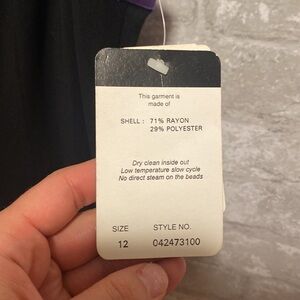 This garment is
made of
SHELL : 71% RAYON
29% POLYESTER
Dry clean inside out
Low temperature slow cycle
No direct steam on the beads
SIZE STYLE NO.
12 042473100